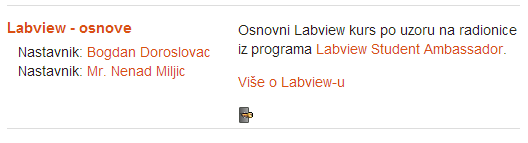 Labview - osnove
Nastavnik: Bogdan Doroslovac
Nastavnik: Mr. Nenad Miljic
Osnovni Labview kurs po uzoru na radionice
iz programa Labview Student Ambassador.
Više o Labview-u